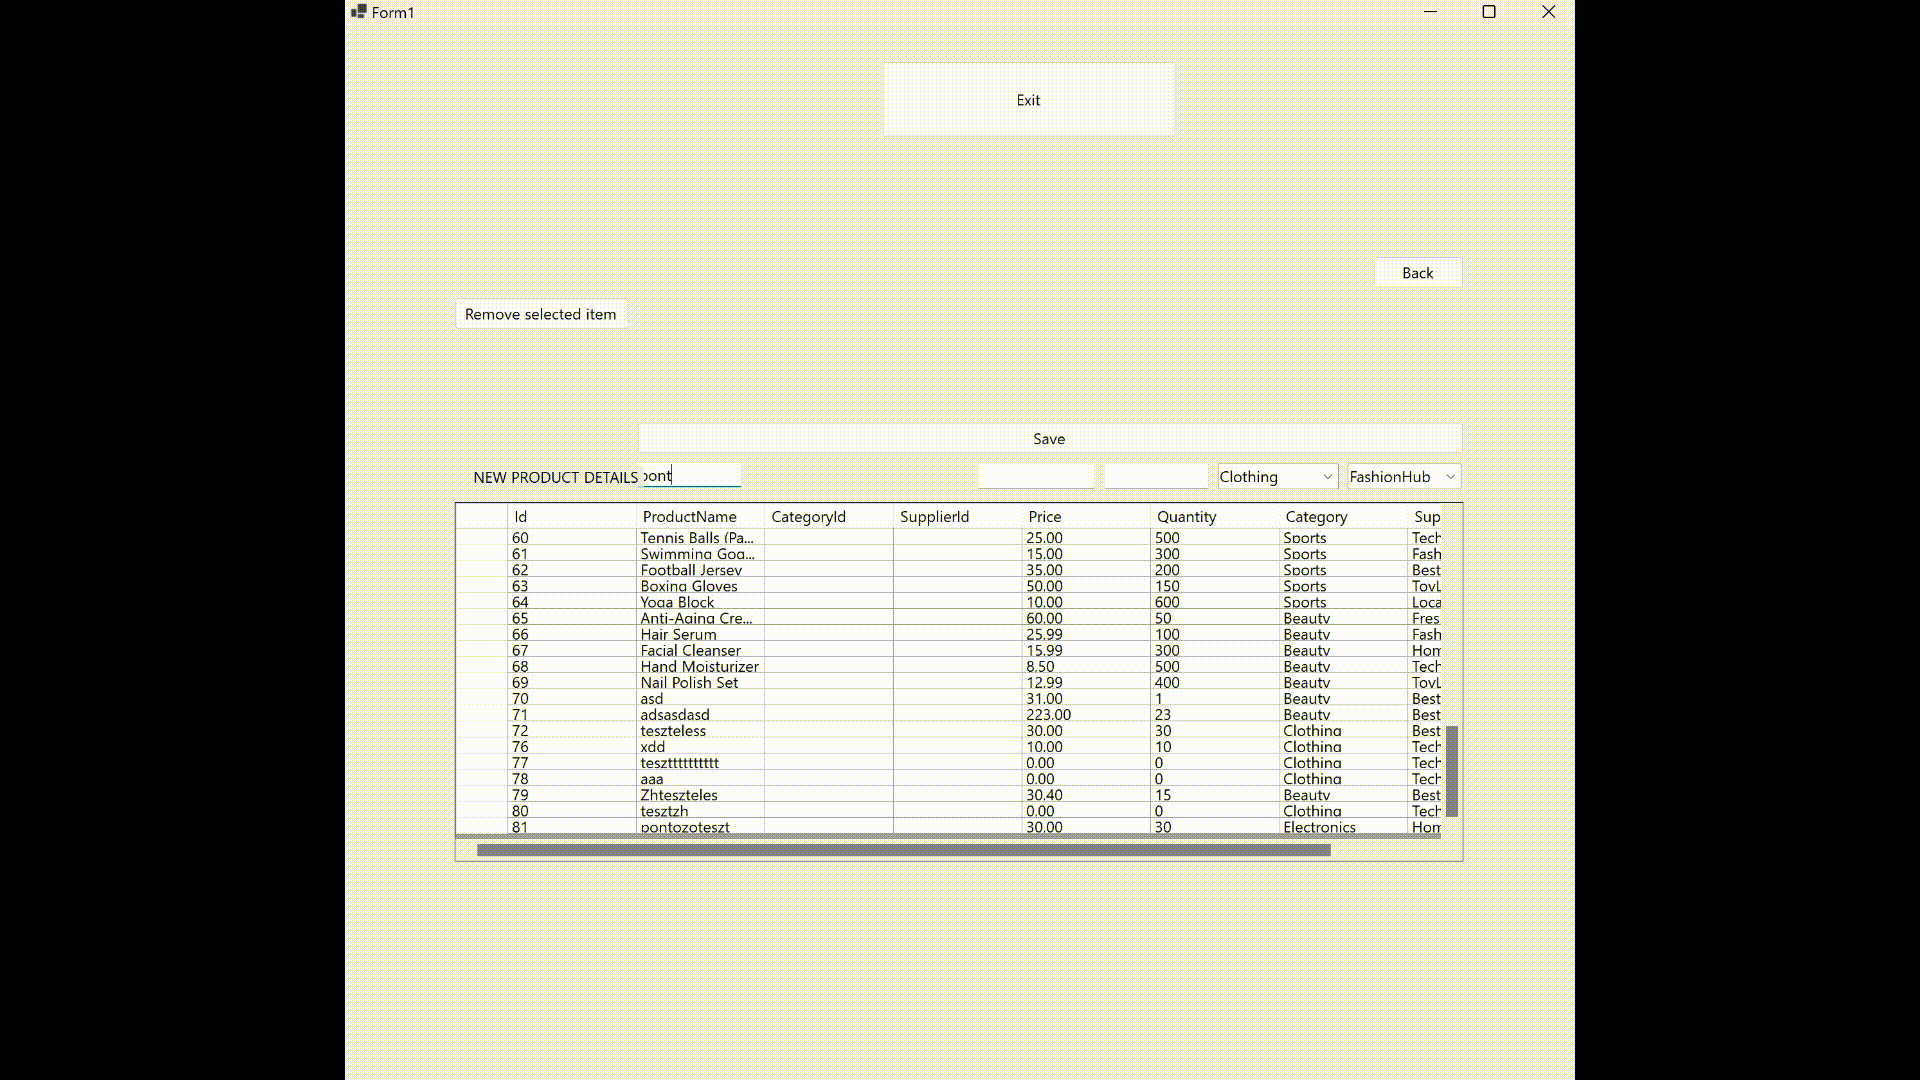 Form1
Exit
Back
Remove selected item
Save
NEW PRODUCT DETAILS pont Clothing FashionHub
Id ProductName CategoryId SupplierId Price Quantity Category Sup
60 Tennis Balls (Pa... 25.00 500 Sports Tech
61 Swimming Gog... 15.00 300 Sports Fash
62 Football Jersey 35.00 200 Sports Best
63 Boxing Gloves 50.00 150 Sports ToyL
64 Yoga Block 10.00 600 Sports Loca
65 Anti-Aging Cre... 60.00 50 Beauty Fres
66 Hair Serum 25.99 100 Beauty Fash
67 Facial Cleanser 15.99 300 Beauty Hom
68 Hand Moisturizer 8.50 500 Beauty Tech
69 Nail Polish Set 12.99 400 Beauty ToyL
70 asd 31.00 1 Beauty Best
71 adsasdasd 223.00 23 Beauty Best
72 teszteless 30.00 30 Clothing Best
76 xdd 10.00 10 Clothing Tech
77 teszttttttttttt 0.00 0 Clothing Tech
78 aaa 0.00 0 Clothing Tech
79 Zhteszteles 30.40 15 Beauty Best
80 tesztzh 0.00 0 Clothing Tech
81 pontozoteszt 30.00 30 Electronics Hom